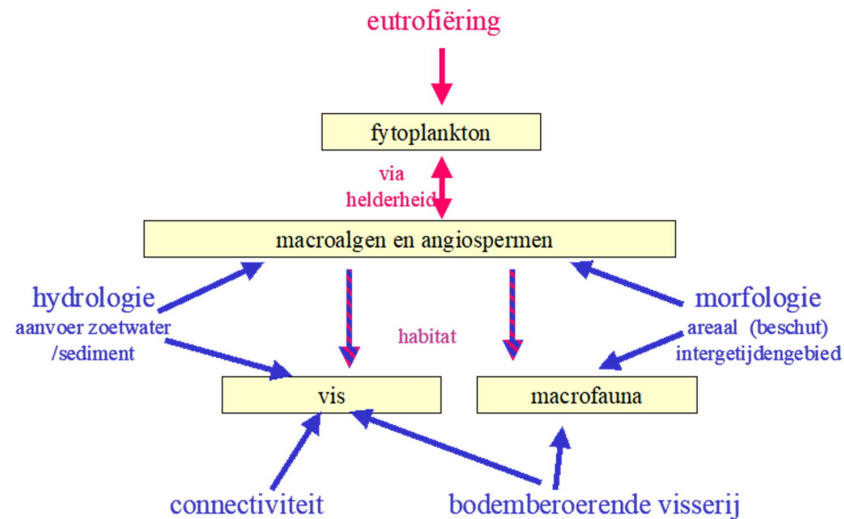 eutrofiëring
fytoplankton
via
helderheid
macroalgen en angiospermen
hydrologie
aanvoer zoetwater
/sediment
habitat
morfologie
areaal (beschut)
intergetijdengebied
vis
macrofauna
connectiviteit
bodemberoerende visserij